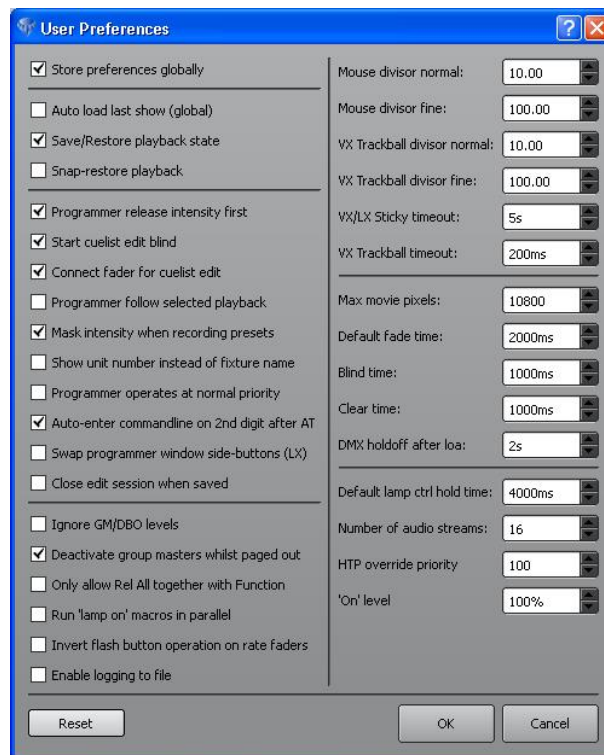 User Preferences
Store preferences globally
Auto load last show (global)
Save/Restore playback state
Snap-restore playback
Programmer release intensity first
Start cuelist edit blind
Connect fader for cuelist edit
Programmer follow selected playback
Mask intensity when recording presets
Show unit number instead of fixture name
Programmer operates at normal priority
Auto-enter commandline on 2nd digit after AT
Swap programmer window side-buttons (LX)
Close edit session when saved
Ignore GM/DBO levels
Deactivate group masters whilst paged out
Only allow Rel All together with Function
Run 'lamp on' macros in parallel
Invert flash button operation on rate faders
Enable logging to file
Mouse divisor normal: 10.00
Mouse divisor fine: 100.00
VX Trackball divisor normal: 10.00
VX Trackball divisor fine: 100.00
VX/LX Sticky timeout: 5s
VX Trackball timeout: 200ms
Max movie pixels: 10800
Default fade time: 2000ms
Blind time: 1000ms
Clear time: 1000ms
DMX holdoff after loa: 2s
Default lamp ctrl hold time: 4000ms
Number of audio streams: 16
HTP override priority 100
'On' level 100%
Reset OK Cancel